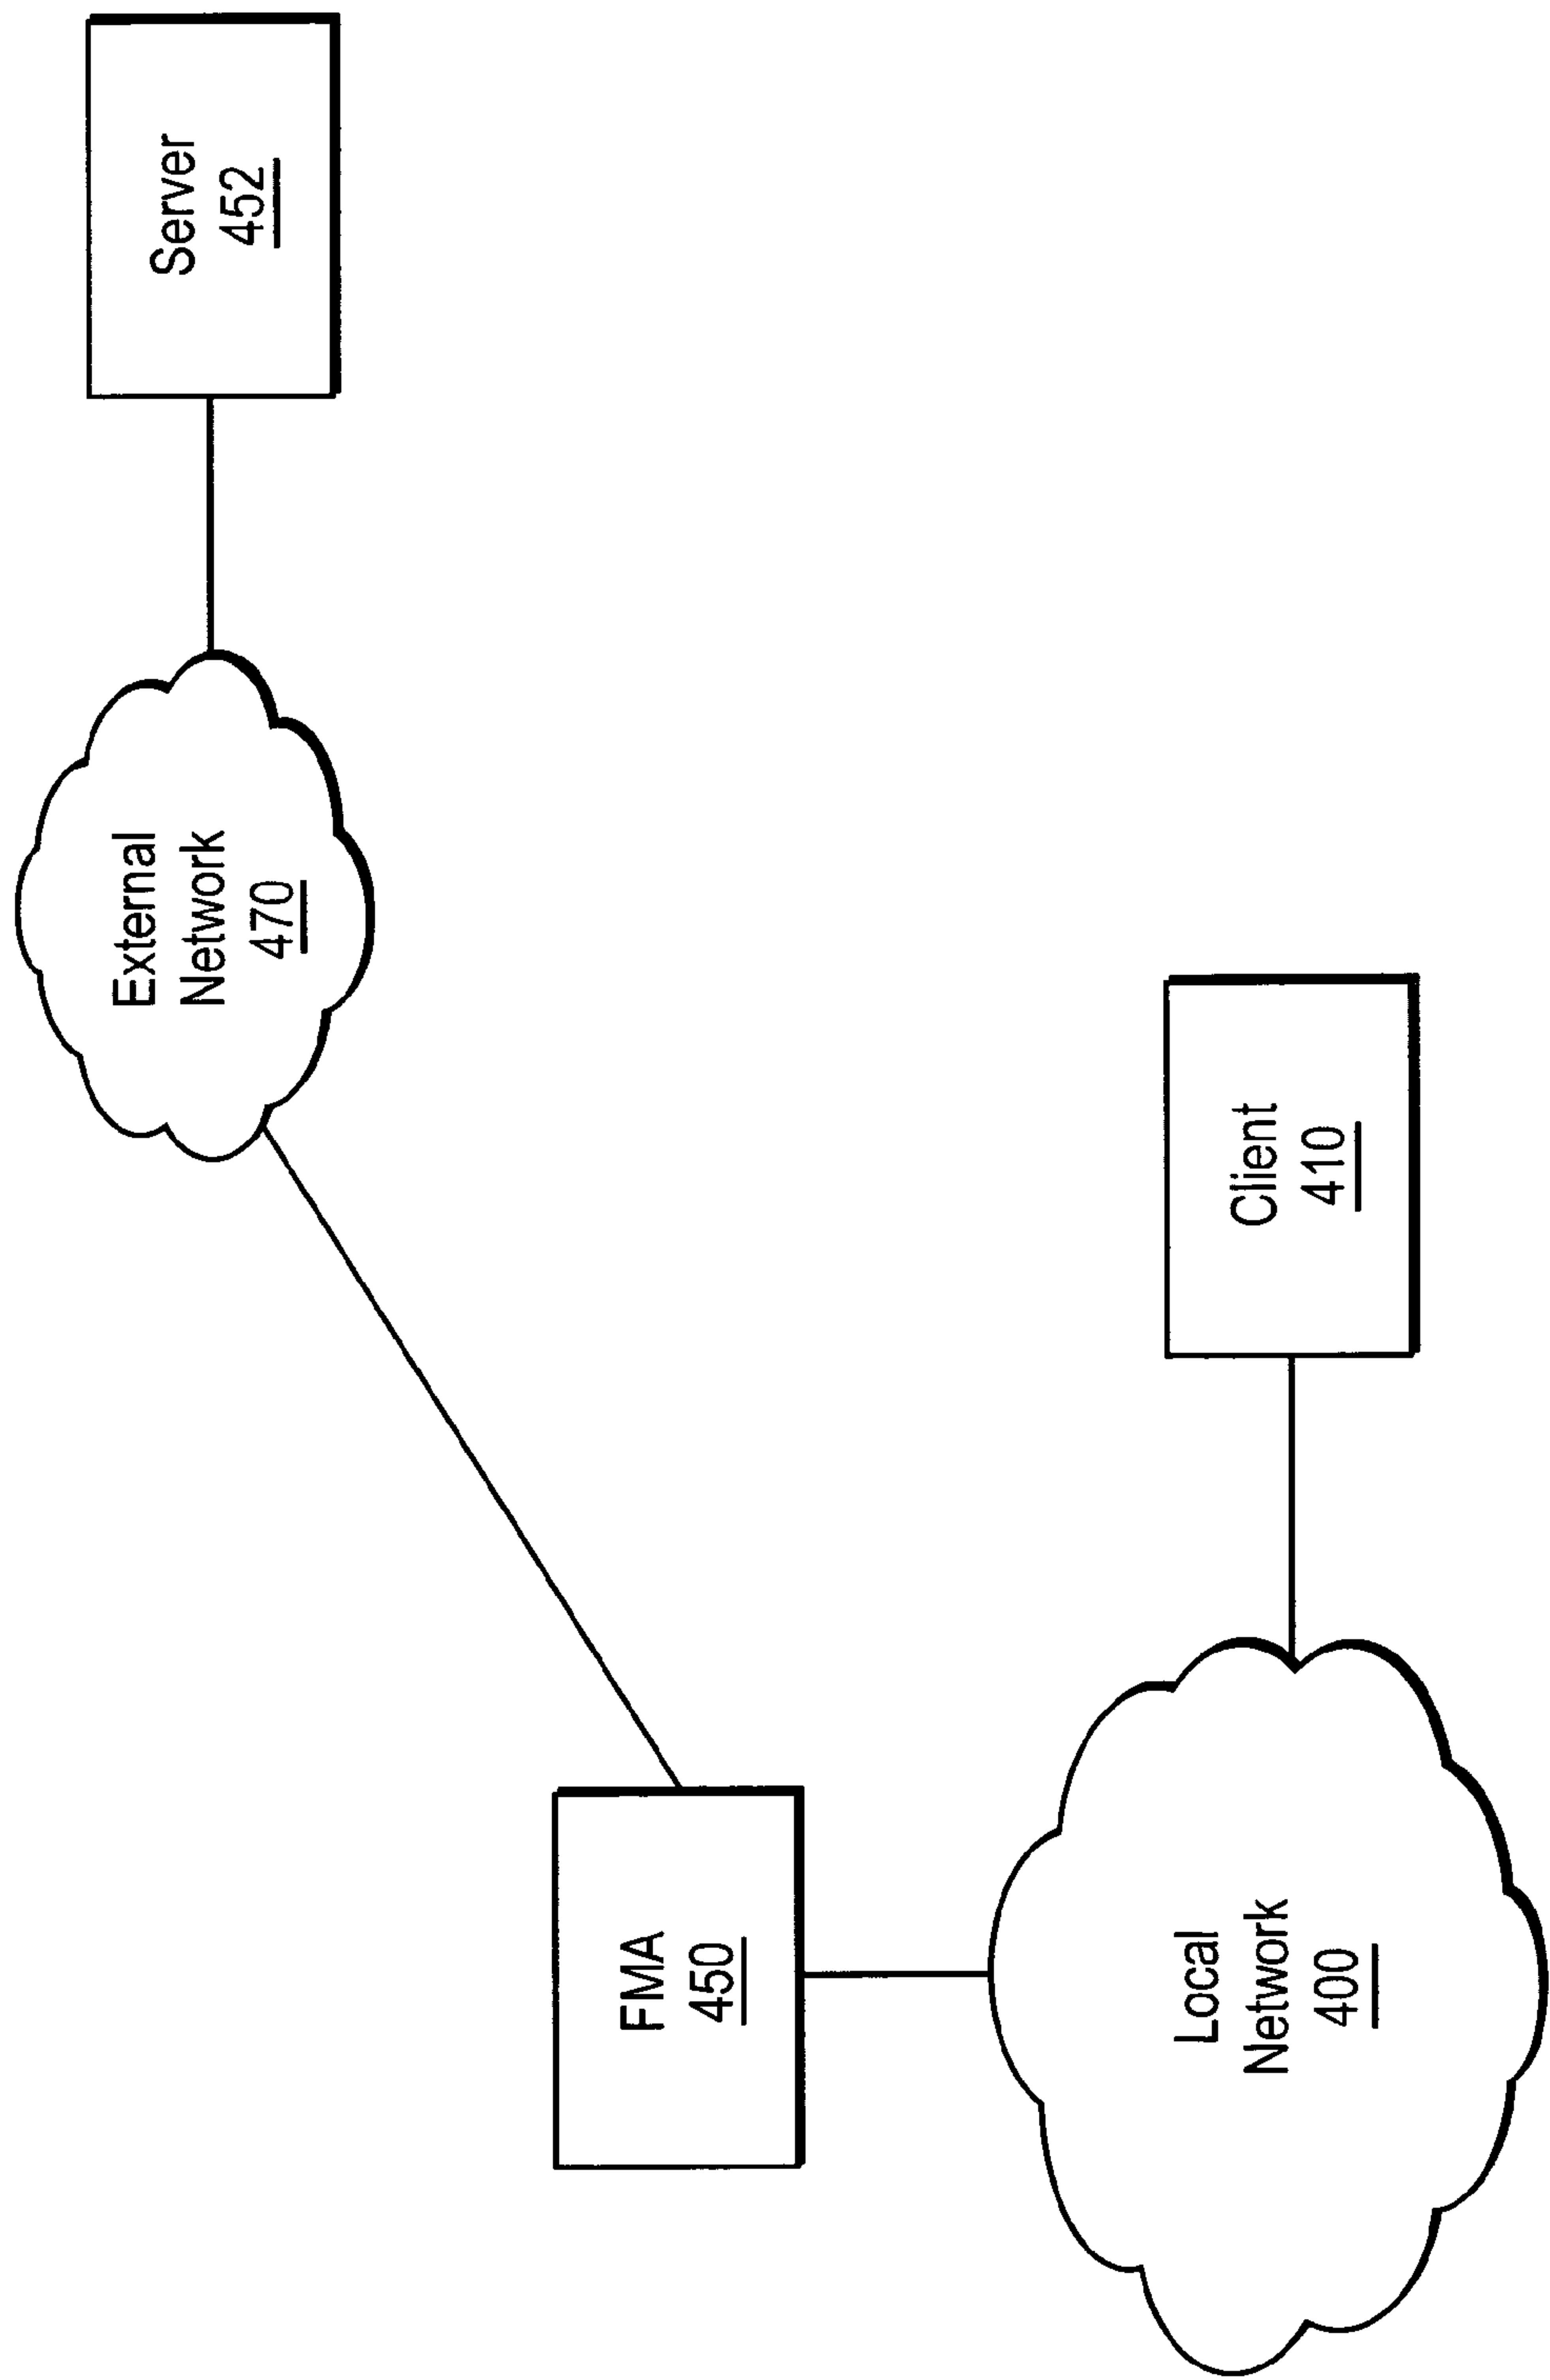 Server
452
External
Network
470
FMA
450
Client
410
Local
Network
400